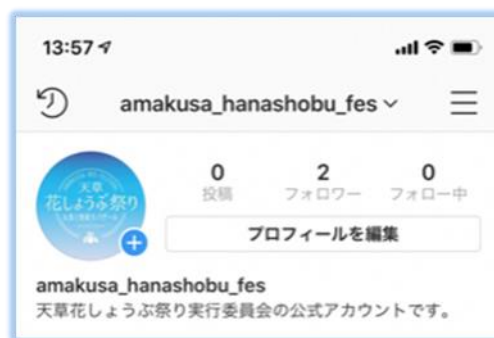 13:57
amakusa_hanashobu_fes
0 2 0
投稿 フォロワー フォロー中
天草
花しょうぶ祭り
プロフィールを編集
amakusa_hanashobu_fes
天草花しょうぶ祭り実行委員会の公式アカウントです。